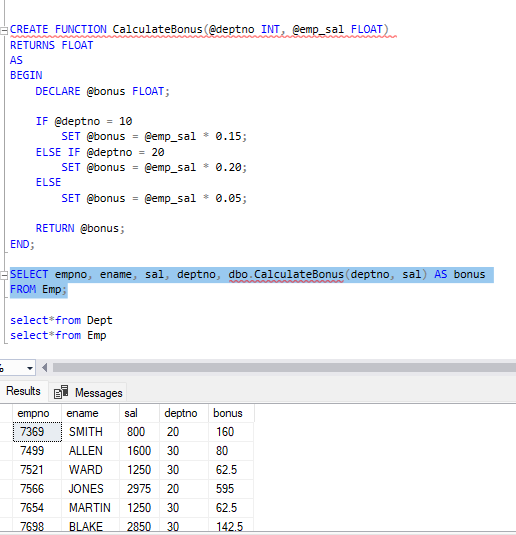 CREATE FUNCTION CalculateBonus(@deptno INT, @emp_sal FLOAT)
RETURNS FLOAT
AS
BEGIN
    DECLARE @bonus FLOAT;

    IF @deptno = 10
        SET @bonus = @emp_sal * 0.15;
    ELSE IF @deptno = 20
        SET @bonus = @emp_sal * 0.20;
    ELSE
        SET @bonus = @emp_sal * 0.05;

    RETURN @bonus;
END;

SELECT empno, ename, sal, deptno, dbo.CalculateBonus(deptno, sal) AS bonus
FROM Emp;

select*from Dept
select*from Emp
%
Results Messages
empno ename sal deptno bonus
7369 SMITH 800 20 160
7499 ALLEN 1600 30 80
7521 WARD 1250 30 62.5
7566 JONES 2975 20 595
7654 MARTIN 1250 30 62.5
7698 BLAKE 2850 30 142.5